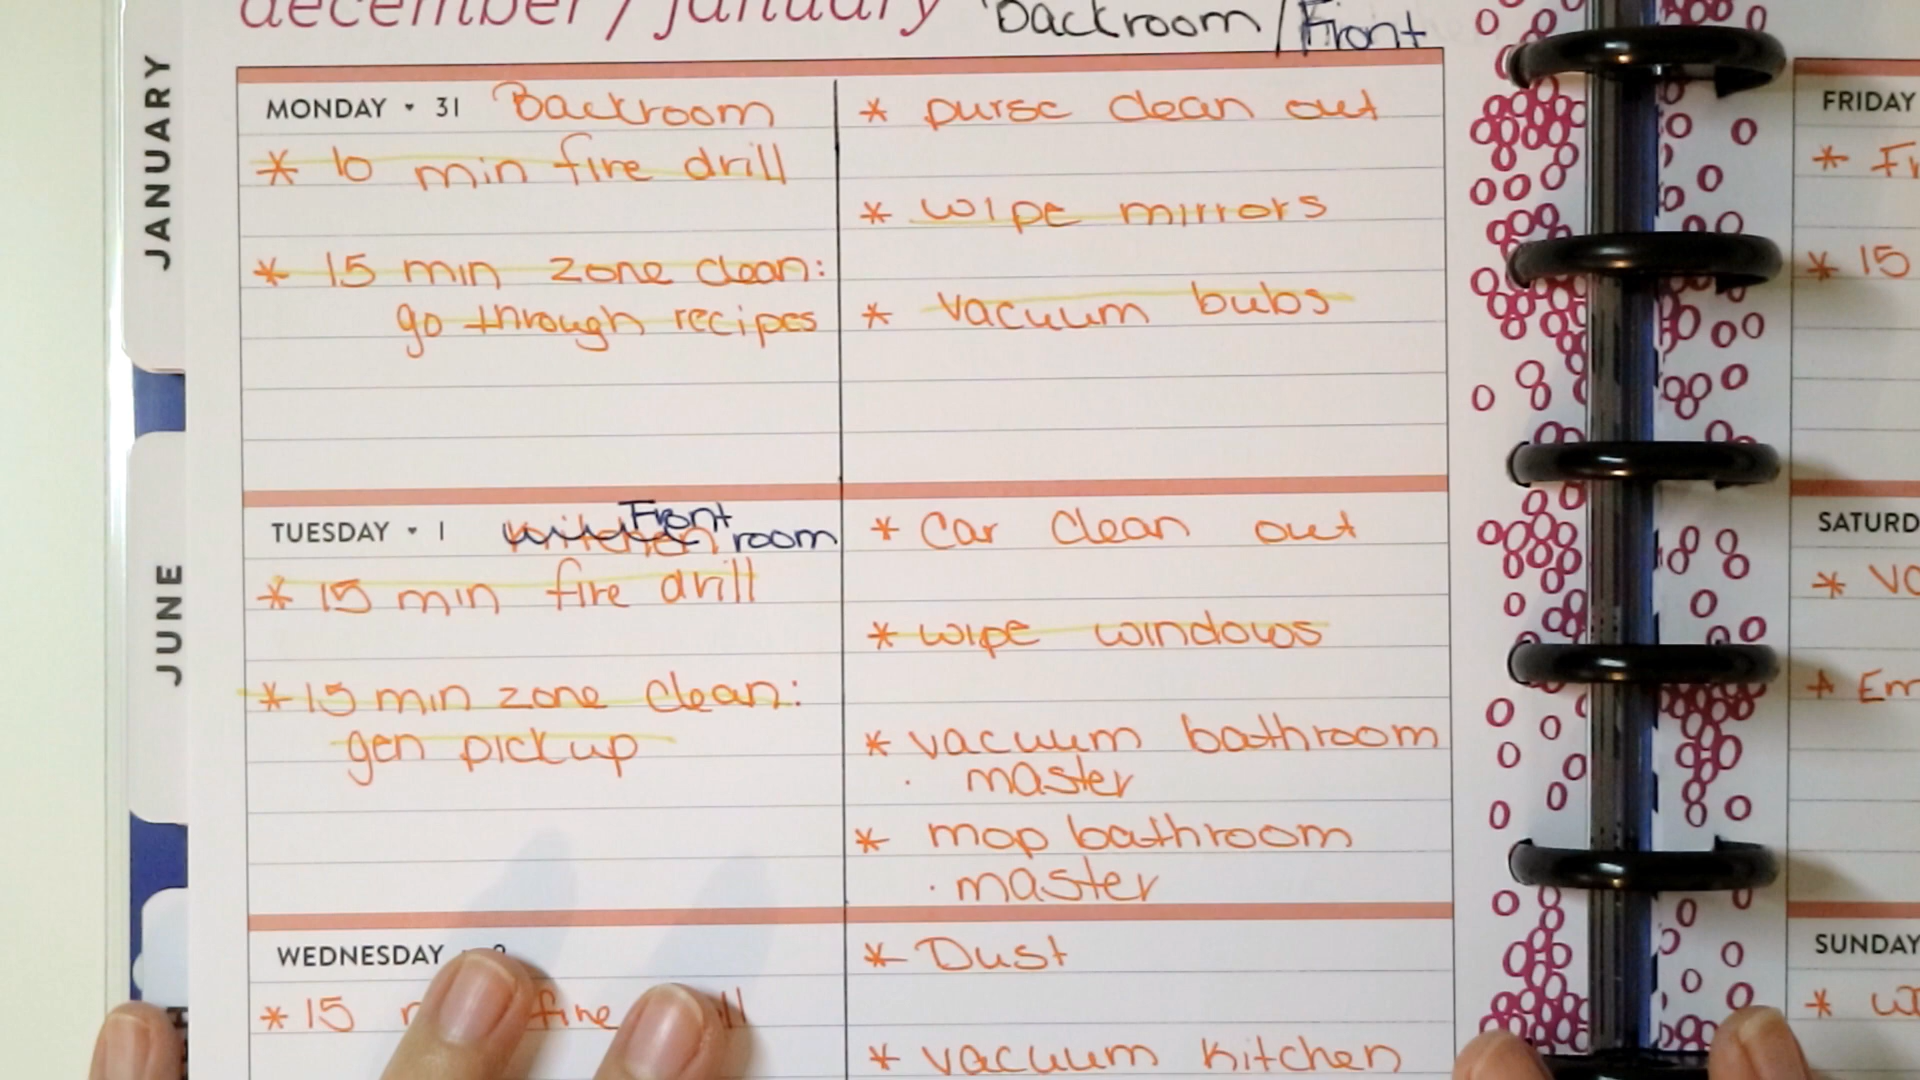 december / january Backroom / Front
JANUARY
JUNE
MONDAY • 31 Backroom
* 10 min fire drill
* 15 min zone clean:
go through recipes
* purse clean out
* wipe mirrors
* vacuum bubs
TUESDAY • 1 Kitchen Front room
* 15 min fire drill
* 15 min zone clean:
gen pickup
* Car clean out
* wipe windows
* vacuum bathroom
. master
* mop bathroom
. master
WEDNESDAY
* 15 fire
* Dust
* vacuum kitchen
FRIDAY
*
* 15
SATURD
*
*
SUNDAY
*